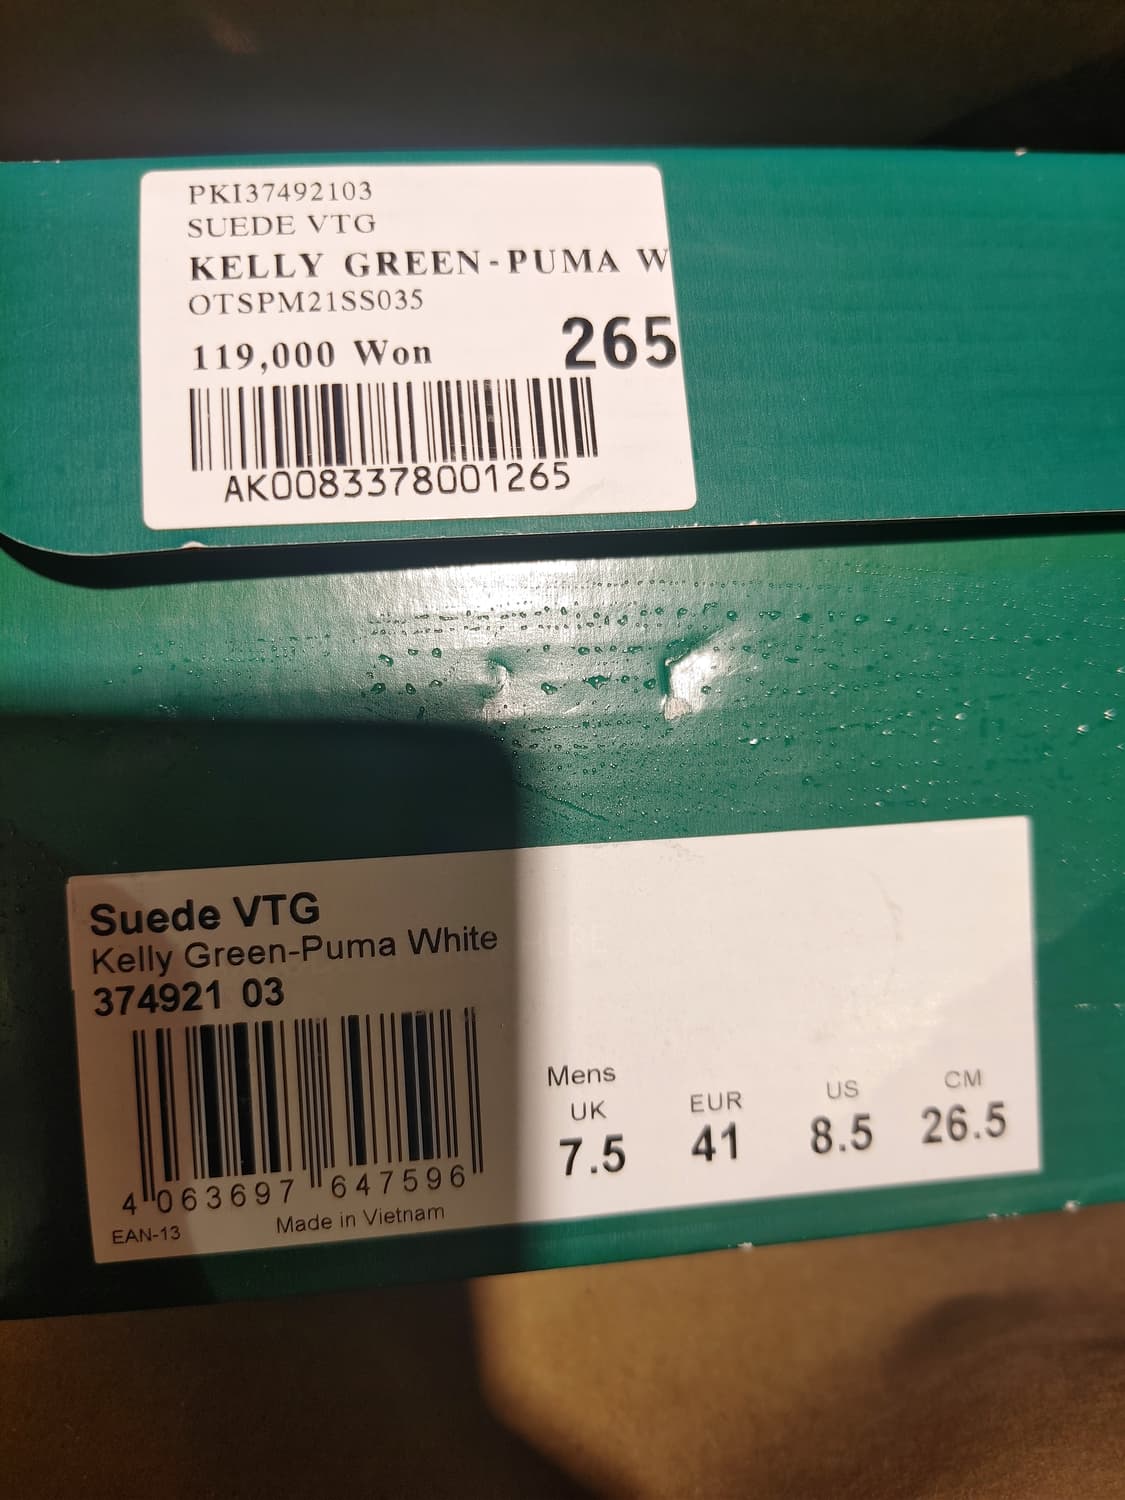 PKI37492103
SUEDE VTG
KELLY GREEN-PUMA W
OTSPM21SS035
119,000 Won
265
AK0083378001265
Suede VTG
Kelly Green-Puma White
374921 03
4 063697 647596
EAN-13
Made in Vietnam
Mens
UK EUR US CM
7.5 41 8.5 26.5